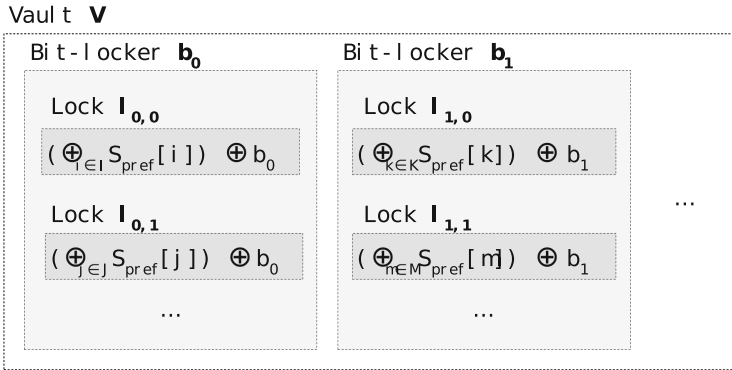 Vault V
Bit-locker b0 Bit-locker b1
Lock l0,0 Lock l1,0
(⊕i∈I Spref[i]) ⊕ b0 (⊕k∈K Spref[k]) ⊕ b1
...
Lock l0,1 Lock l1,1
(⊕j∈J Spref[j]) ⊕ b0 (⊕m∈M Spref[m]) ⊕ b1
... ...